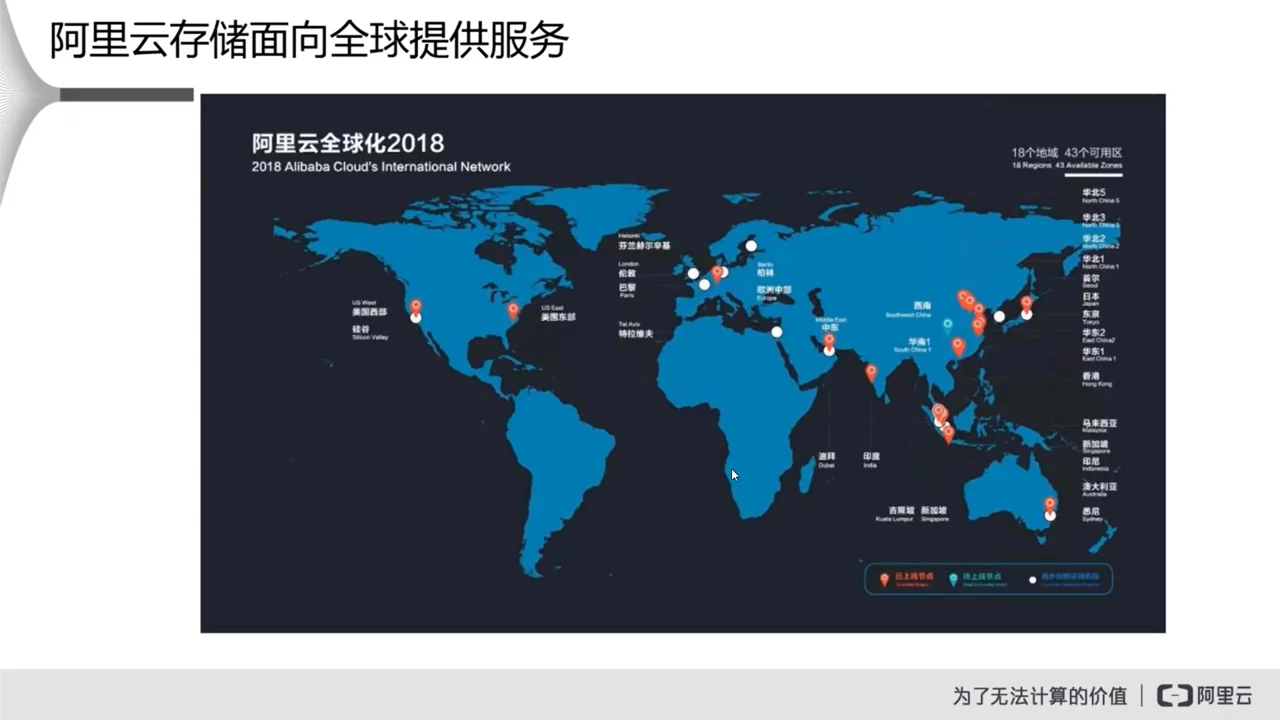 阿里云存储面向全球提供服务
阿里云全球化2018
2018 Alibaba Cloud's International Network
18个地域 43个可用区
18 Regions 43 Available Zones
华北5
North China 5
华北3
North China 3
华北2
North China 2
华北1
North China 1
首尔
Seoul
日本
Japan
东京
Tokyo
华东2
East China2
华东1
East China 1
香港
Hong Kong
马来西亚
Malaysia
新加坡
Singapore
印尼
Indonesia
澳大利亚
Australia
悉尼
Sydney
Helsinki
芬兰赫尔辛基
London
伦敦
巴黎
Paris
Tel Aviv
特拉维夫
Berlin
柏林
欧洲中部
Europe
US West
美国西部
硅谷
Silicon Valley
US East
美国东部
Middle East
中东
西南
Southwest China
华南1
South China 1
迪拜
Dubai
印度
India
吉隆坡
Kuala Lumpur
新加坡
Singapore
已上线节点
待上线节点
为了无法计算的价值
阿里云